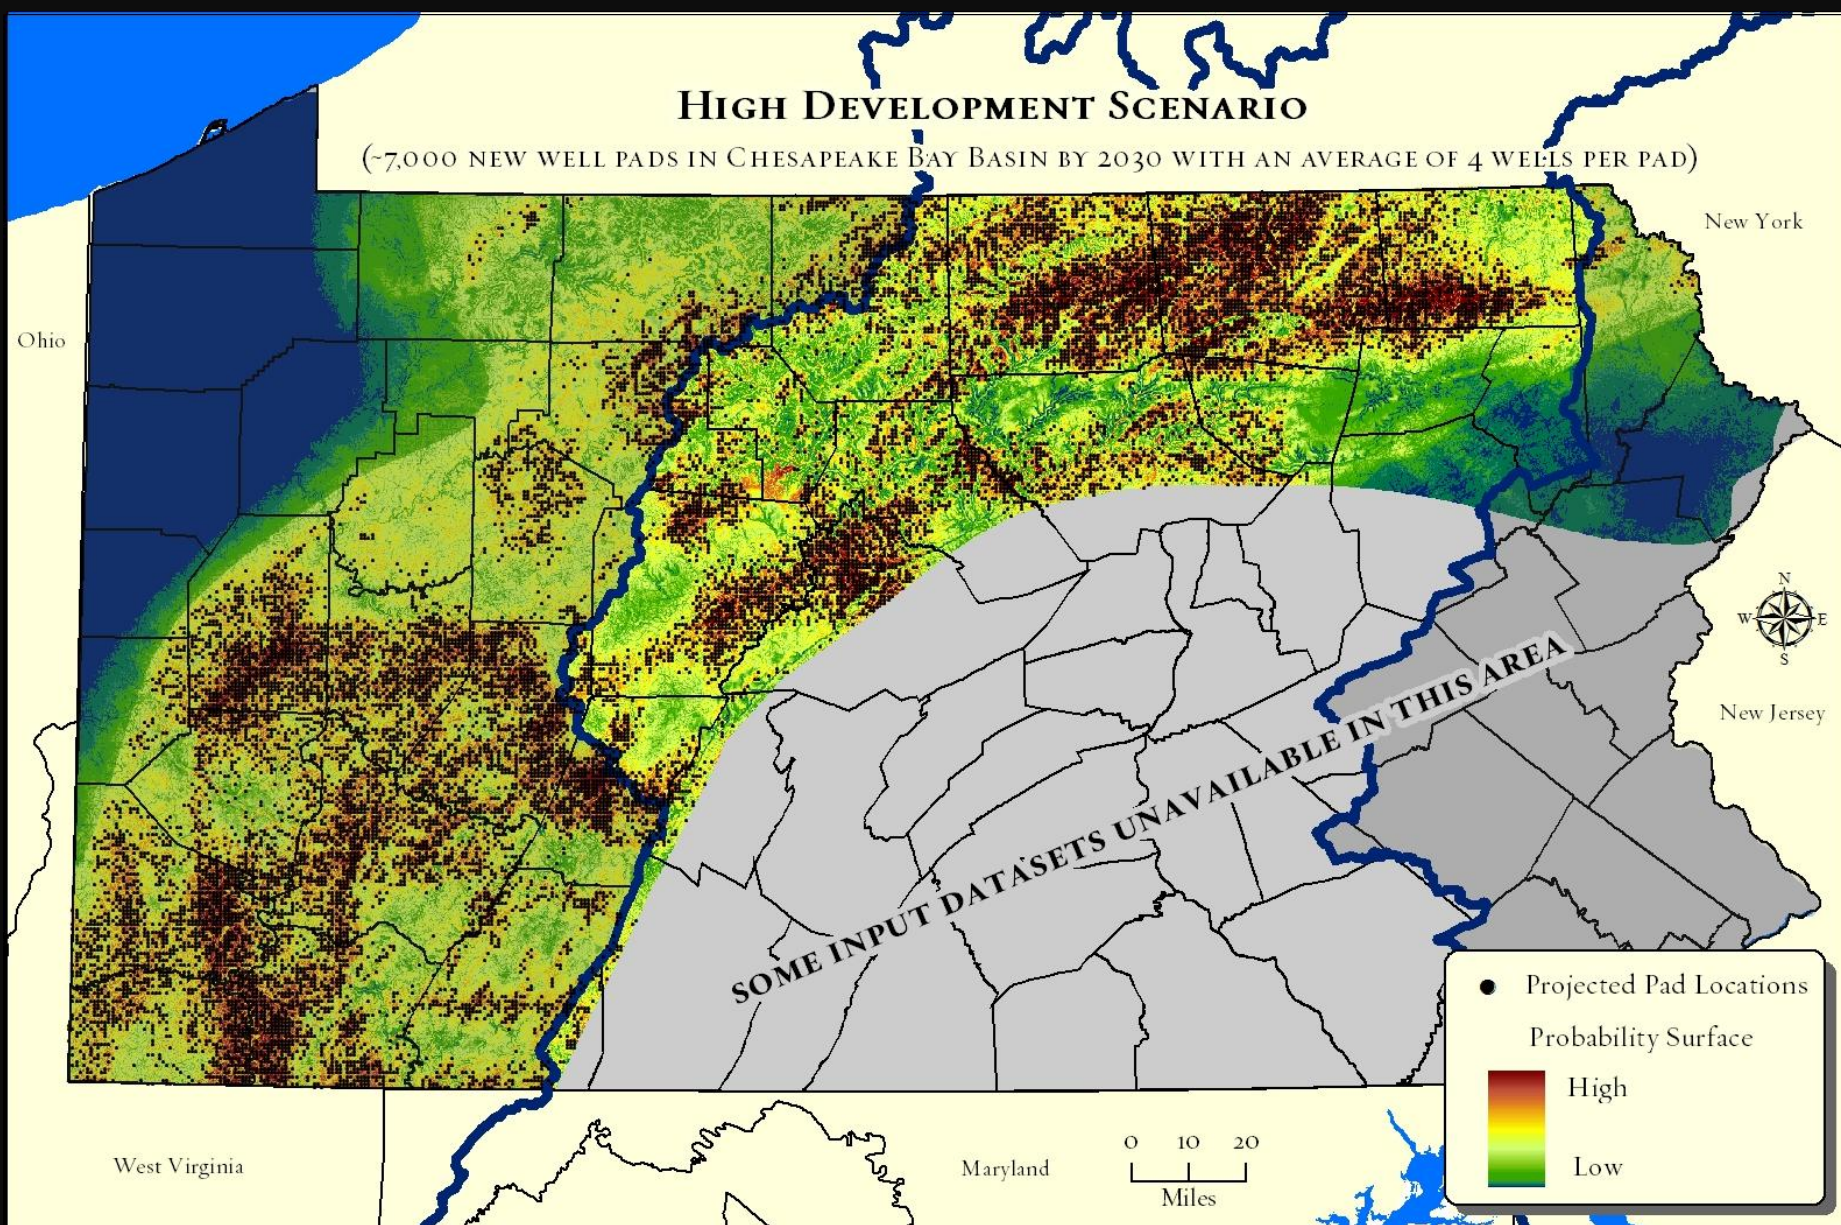 HIGH DEVELOPMENT SCENARIO
(~7,000 NEW WELL PADS IN CHESAPEAKE BAY BASIN BY 2030 WITH AN AVERAGE OF 4 WELLS PER PAD)
New York
Ohio
N
W E
S
SOME INPUT DATASETS UNAVAILABLE IN THIS AREA
New Jersey
Projected Pad Locations
Probability Surface
High
Low
0 10 20
Miles
West Virginia
Maryland